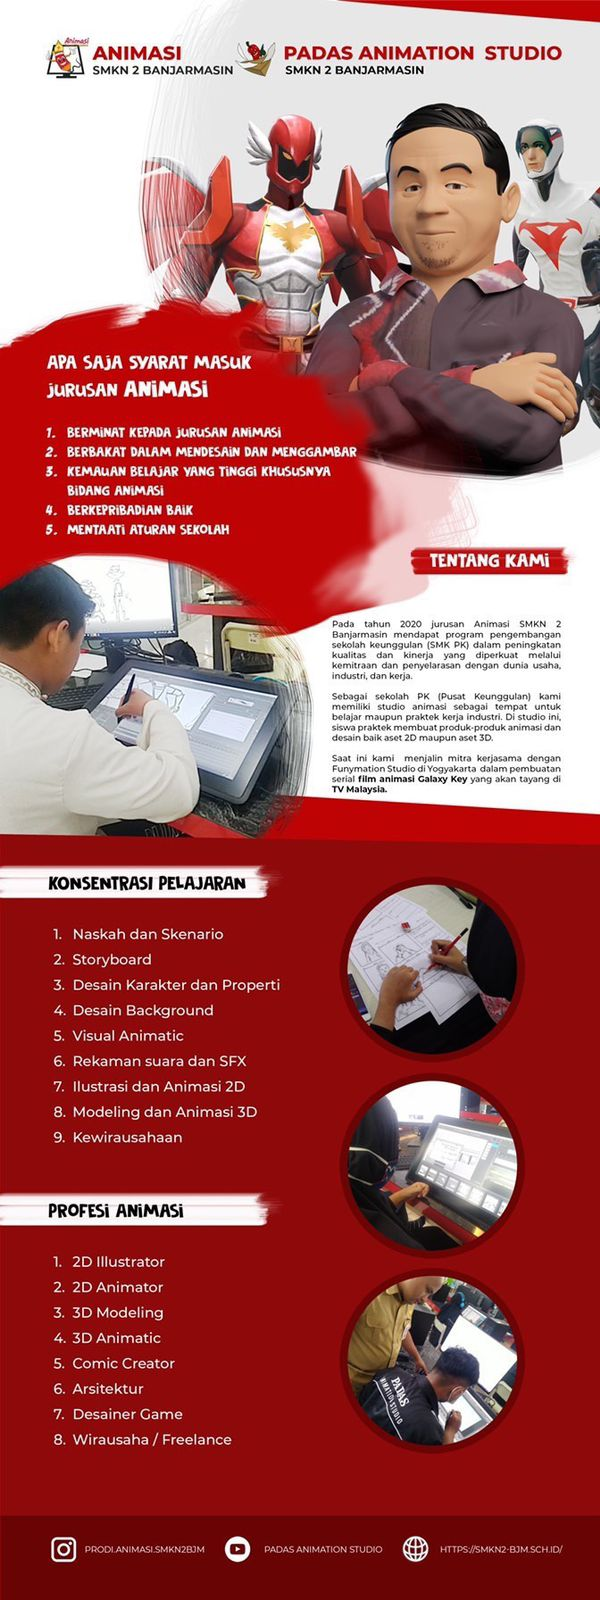 Animasi
ANIMASI
SMKN 2 BANJARMASIN
PADAS ANIMATION STUDIO
SMKN 2 BANJARMASIN
APA SAJA SYARAT MASUK
JURUSAN ANIMASI
1. BERMINAT KEPADA JURUSAN ANIMASI
2. BERBAKAT DALAM MENDESAIN DAN MENGGAMBAR
3. KEMAUAN BELAJAR YANG TINGGI KHUSUSNYA
BIDANG ANIMASI
4. BERKEPRIBADIAN BAIK
5. MENTAATI ATURAN SEKOLAH
TENTANG KAMI
Pada tahun 2020 jurusan Animasi SMKN 2
Banjarmasin mendapat program pengembangan
sekolah keunggulan (SMK PK) dalam peningkatan
kualitas dan kinerja yang diperkuat melalui
kemitraan dan penyelarasan dengan dunia usaha,
industri, dan kerja.
Sebagai sekolah PK (Pusat Keunggulan) kami
memiliki studio animasi sebagai tempat untuk
belajar maupun praktek kerja industri. Di studio ini,
siswa praktek membuat produk-produk animasi dan
desain baik aset 2D maupun aset 3D.
Saat ini kami menjalin mitra kerjasama dengan
Funymation Studio di Yogyakarta dalam pembuatan
serial film animasi Galaxy Key yang akan tayang di
TV Malaysia.
KONSENTRASI PELAJARAN
1. Naskah dan Skenario
2. Storyboard
3. Desain Karakter dan Properti
4. Desain Background
5. Visual Animatic
6. Rekaman suara dan SFX
7. Ilustrasi dan Animasi 2D
8. Modeling dan Animasi 3D
9. Kewirausahaan
PROFESI ANIMASI
1. 2D Illustrator
2. 2D Animator
3. 3D Modeling
4. 3D Animatic
5. Comic Creator
6. Arsitektur
7. Desainer Game
8. Wirausaha / Freelance
PADAS
ANIMATION STUDIO
PRODI.ANIMASI.SMKN2BJM
PADAS ANIMATION STUDIO
HTTPS://SMKN2-BJM.SCH.ID/